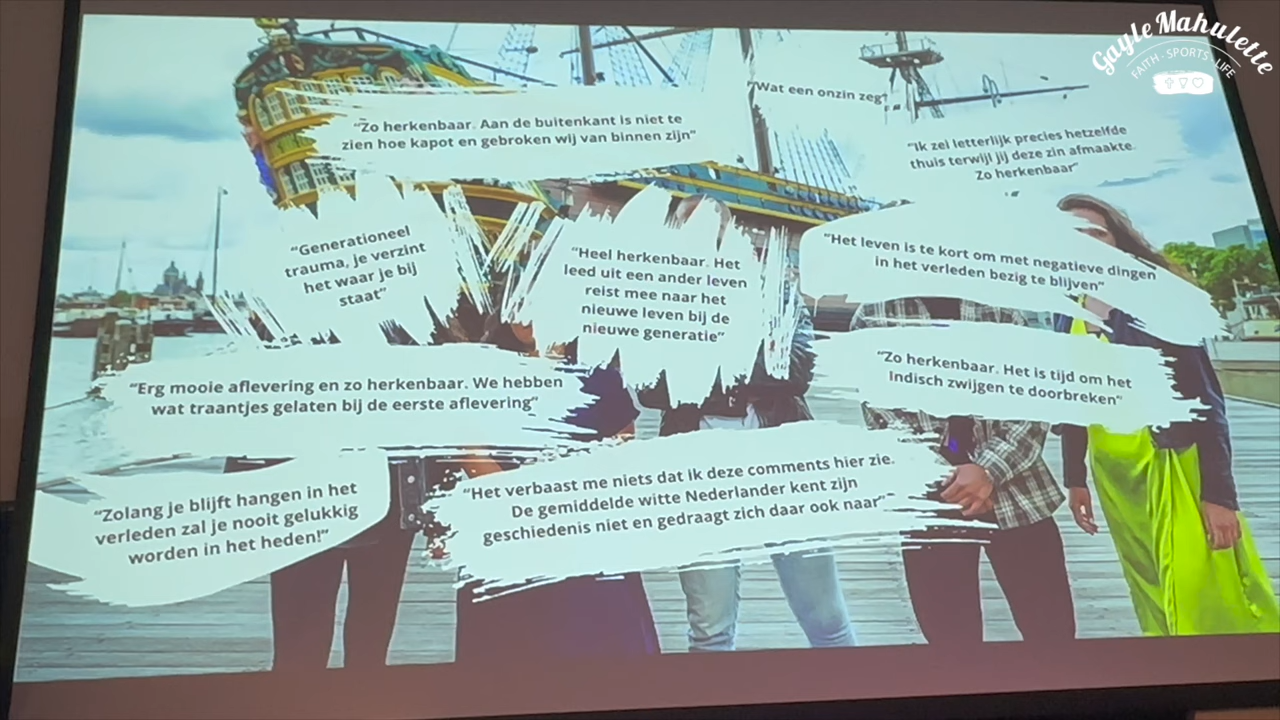 Gayle Mahulette
FAITH · SPORTS · LIFE
"Wat een onzin zeg"
"Zo herkenbaar. Aan de buitenkant is niet te
zien hoe kapot en gebroken wij van binnen zijn"
"Ik zei letterlijk precies hetzelfde
thuis terwijl jij deze zin afmaakte.
Zo herkenbaar"
"Generationeel
trauma, je verzint
het waar je bij
staat"
"Heel herkenbaar. Het
leed uit een ander leven
reist mee naar het
nieuwe leven bij de
nieuwe generatie"
"Het leven is te kort om met negatieve dingen
in het verleden bezig te blijven"
"Erg mooie aflevering en zo herkenbaar. We hebben
wat traantjes gelaten bij de eerste aflevering"
"Zo herkenbaar. Het is tijd om het
Indisch zwijgen te doorbreken"
"Zolang je blijft hangen in het
verleden zal je nooit gelukkig
worden in het heden!"
"Het verbaast me niets dat ik deze comments hier zie.
De gemiddelde witte Nederlander kent zijn
geschiedenis niet en gedraagt zich daar ook naar"